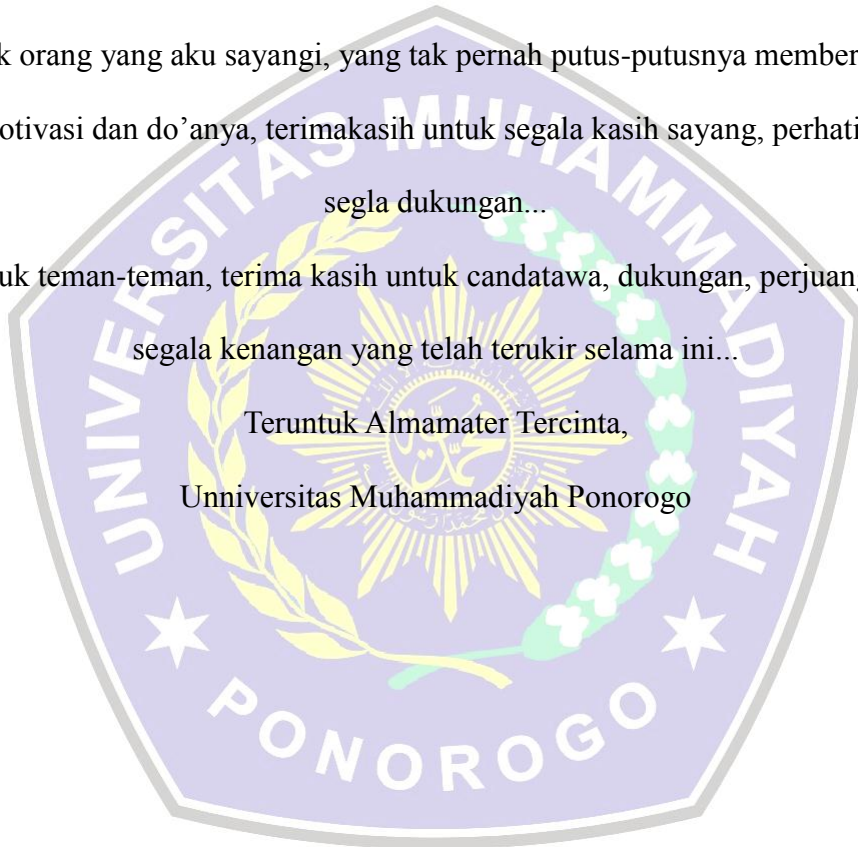 k orang yang aku sayangi, yang tak pernah putus-putusnya member
otivasi dan do’anya, terimakasih untuk segala kasih sayang, perhati
segla dukungan...
uk teman-teman, terima kasih untuk candatawa, dukungan, perjuang
segala kenangan yang telah terukir selama ini...
Teruntuk Almamater Tercinta,
Unniversitas Muhammadiyah Ponorogo
UNIVERSITAS MUHAMMADIYAH
PONOROGO